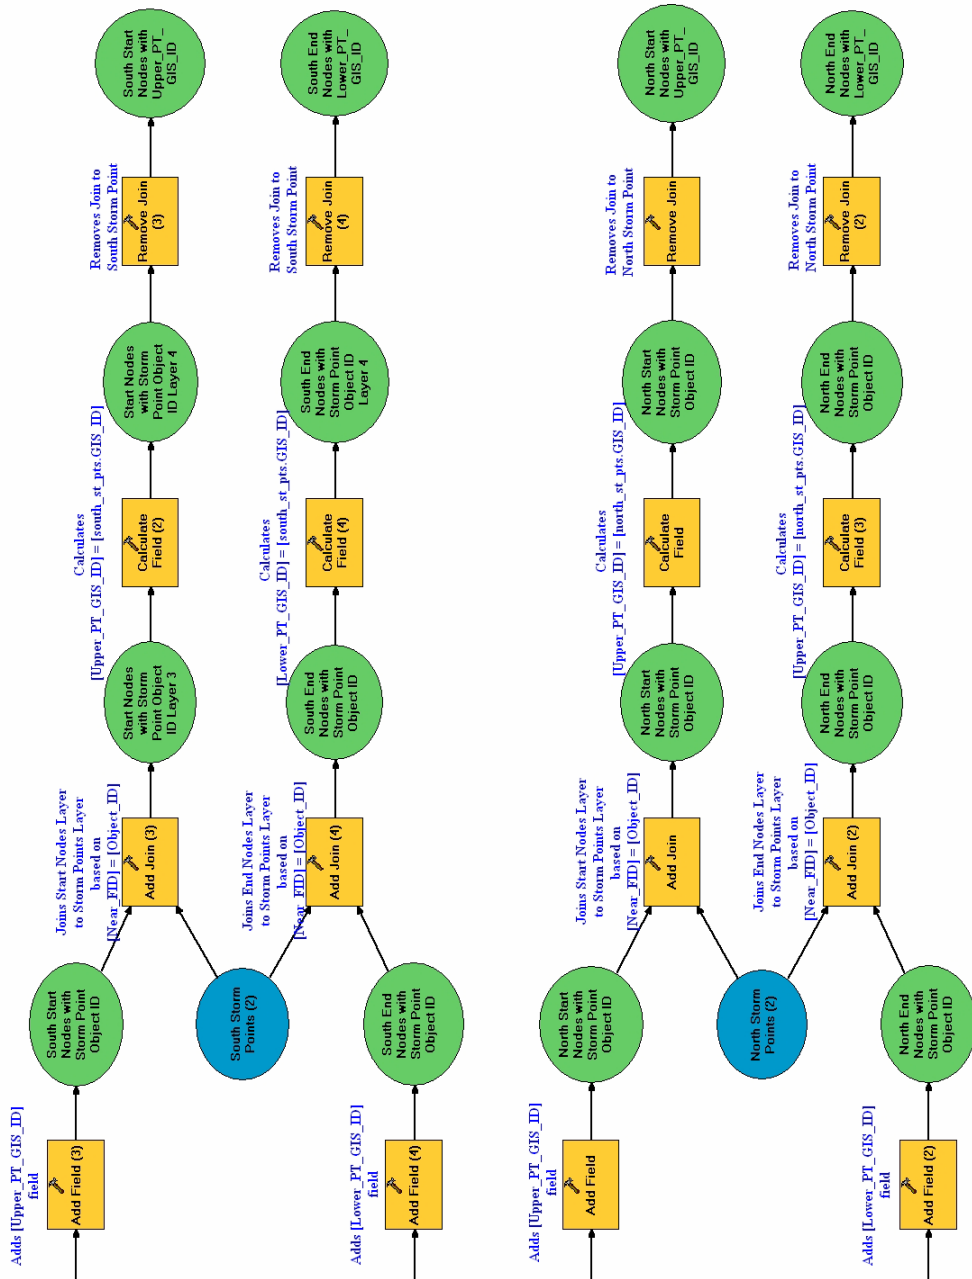 Adds [Upper_PT_GIS_ID]
field
Add Field (3)
South Start
Nodes with
Storm Point
Object ID
South Storm
Points (2)
Joins Start Nodes Layer
to Storm Points Layer
based on
[Near_FID] = [Object_ID]
Add Join (3)
Start Nodes
with Storm
Point Object
ID Layer 3
Calculates
[Upper_PT_GIS_ID] = [south_st_pts.GIS_ID]
Calculate
Field (2)
Start Nodes
with Storm
Point Object
ID Layer 4
Removes Join to
South Storm Point
Remove Join
(3)
South Start
Nodes with
Upper_PT_
GIS_ID
Adds [Lower_PT_GIS_ID]
field
Add Field (4)
South End
Nodes with
Storm Point
Object ID
Joins End Nodes Layer
to Storm Points Layer
based on
[Near_FID] = [Object_ID]
Add Join (4)
South End
Nodes with
Storm Point
Object ID
Calculates
[Lower_PT_GIS_ID] = [south_st_pts.GIS_ID]
Calculate
Field (4)
South End
Nodes with
Storm Point
Object ID
Layer 4
Removes Join to
South Storm Point
Remove Join
(4)
South End
Nodes with
Lower_PT_
GIS_ID
Adds [Upper_PT_GIS_ID]
field
Add Field
North Start
Nodes with
Storm Point
Object ID
North Storm
Points (2)
Joins Start Nodes Layer
to Storm Points Layer
based on
[Near_FID] = [Object_ID]
Add Join
North Start
Nodes with
Storm Point
Object ID
Calculates
[Upper_PT_GIS_ID] = [north_st_pts.GIS_ID]
Calculate
Field
North Start
Nodes with
Storm Point
Object ID
Removes Join to
North Storm Point
Remove Join
North Start
Nodes with
Upper_PT_
GIS_ID
Adds [Lower_PT_GIS_ID]
field
Add Field (2)
North End
Nodes with
Storm Point
Object ID
Joins End Nodes Layer
to Storm Points Layer
based on
[Near_FID] = [Object_ID]
Add Join (2)
North End
Nodes with
Storm Point
Object ID
Calculates
[Upper_PT_GIS_ID] = [north_st_pts.GIS_ID]
Calculate
Field (3)
North End
Nodes with
Storm Point
Object ID
Removes Join to
North Storm Point
Remove Join
(2)
North End
Nodes with
Lower_PT_
GIS_ID